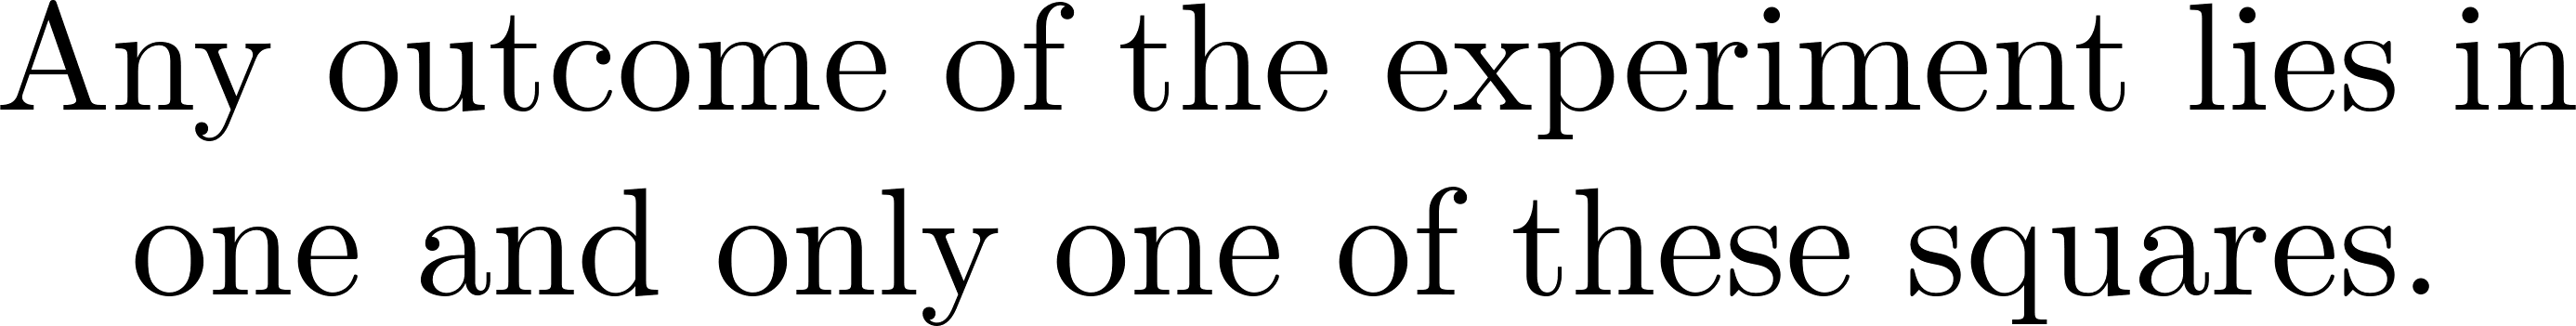 Any outcome of the experiment lies in
one and only one of these squares.